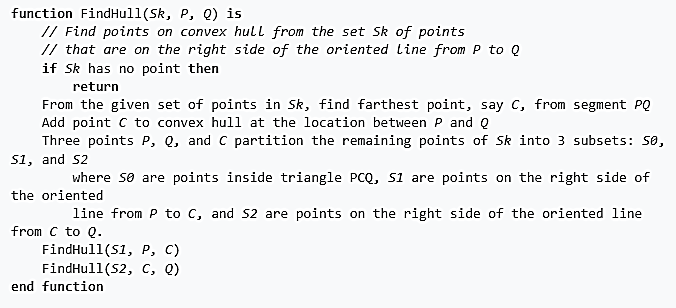 function FindHull(Sk, P, Q) is
// Find points on convex hull from the set Sk of points
// that are on the right side of the oriented line from P to Q
if Sk has no point then
return
From the given set of points in Sk, find farthest point, say C, from segment PQ
Add point C to convex hull at the location between P and Q
Three points P, Q, and C partition the remaining points of Sk into 3 subsets: S0,
S1, and S2
where S0 are points inside triangle PCQ, S1 are points on the right side of
the oriented
line from P to C, and S2 are points on the right side of the oriented line
from C to Q.
FindHull(S1, P, C)
FindHull(S2, C, Q)
end function